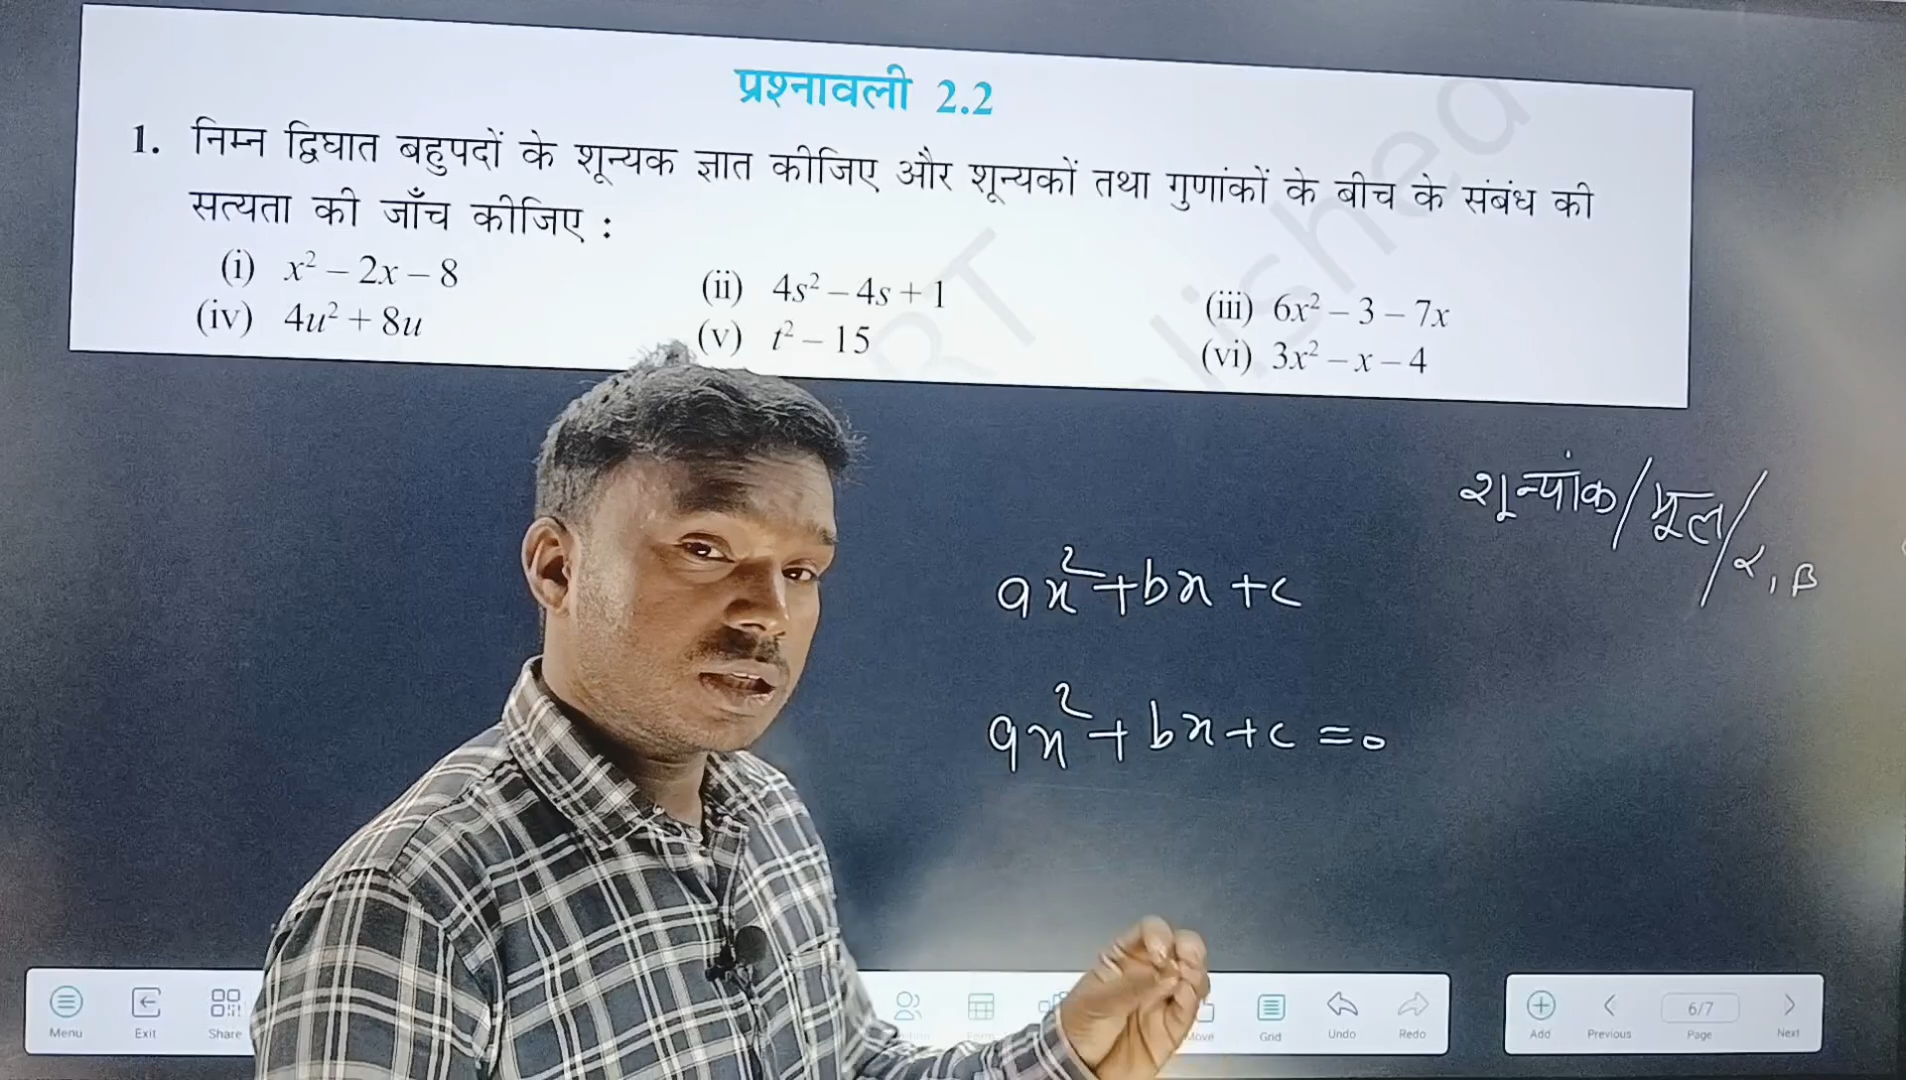 प्रश्नावली 2.2
1. निम्न द्विघात बहुपदों के शून्यक ज्ञात कीजिए और शून्यकों तथा गुणांकों के बीच के संबंध की
सत्यता की जाँच कीजिए :
(i) x² – 2x – 8 (ii) 4s² – 4s + 1 (iii) 6x² – 3 – 7x
(iv) 4u² + 8u (v) t² – 15 (vi) 3x² – x – 4
शून्यांक/मूल/α, β
ax²+bx+c
ax²+bx+c=0
Menu Exit Share Grid Undo Redo Add Previous 6/7 Page Next